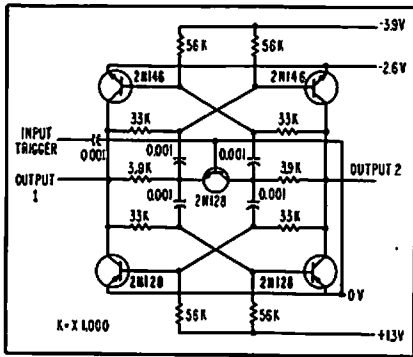 -3.9V
56K 56K
-2.6V
2N146 2N146
33K 33K
INPUT
TRIGGER
0.001
0.001 0.001
OUTPUT
1
3.9K 3.9K
OUTPUT 2
0.001 0.001
2N128
33K 33K
2N128 2N128
0V
56K 56K
K = X 1,000
+1.3V